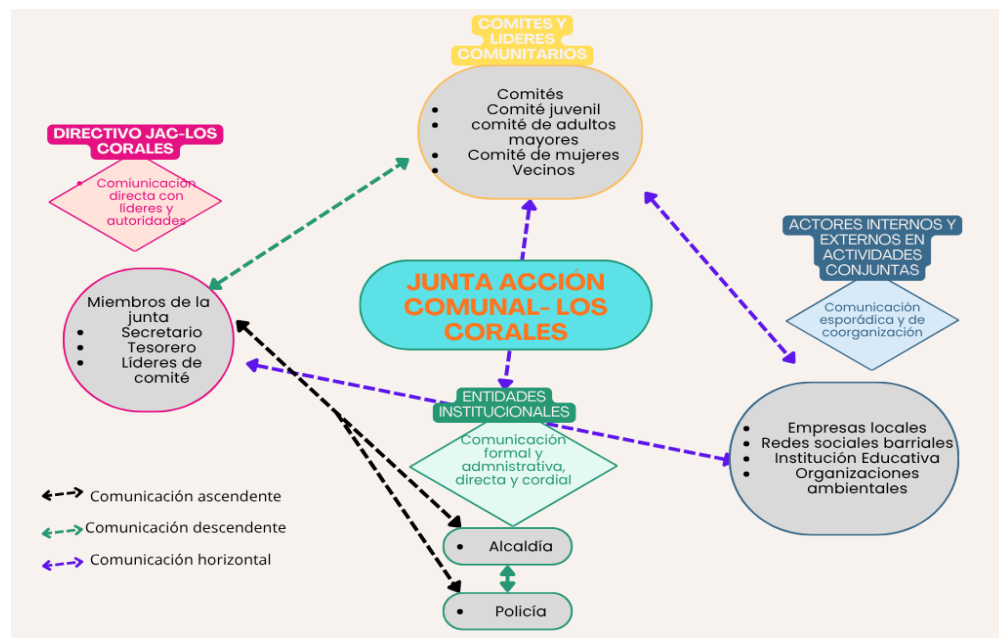 COMITES Y
LIDERES
COMUNITARIOS
Comités
• Comité juvenil
• comité de adultos
mayores
• Comité de mujeres
• Vecinos
DIRECTIVO JAC-LOS
CORALES
• Comiunicación
directa con
líderes y
autoridades
ACTORES INTERNOS Y
EXTERNOS EN
ACTIVIDADES
CONJUNTAS
Comunicación
esporádica y de
coorganización
JUNTA ACCIÓN
COMUNAL- LOS
CORALES
Miembros de la
junta
• Secretario
• Tesorero
• Líderes de
comité
ENTIDADES
INSTITUCIONALES
Comunicación
formal y
admnistrativa,
directa y cordial
• Empresas locales
• Redes sociales barriales
• Institución Educativa
• Organizaciones
ambientales
Comunicación ascendente
Comunicación descendente
Comunicación horizontal
• Alcaldía
• Policía